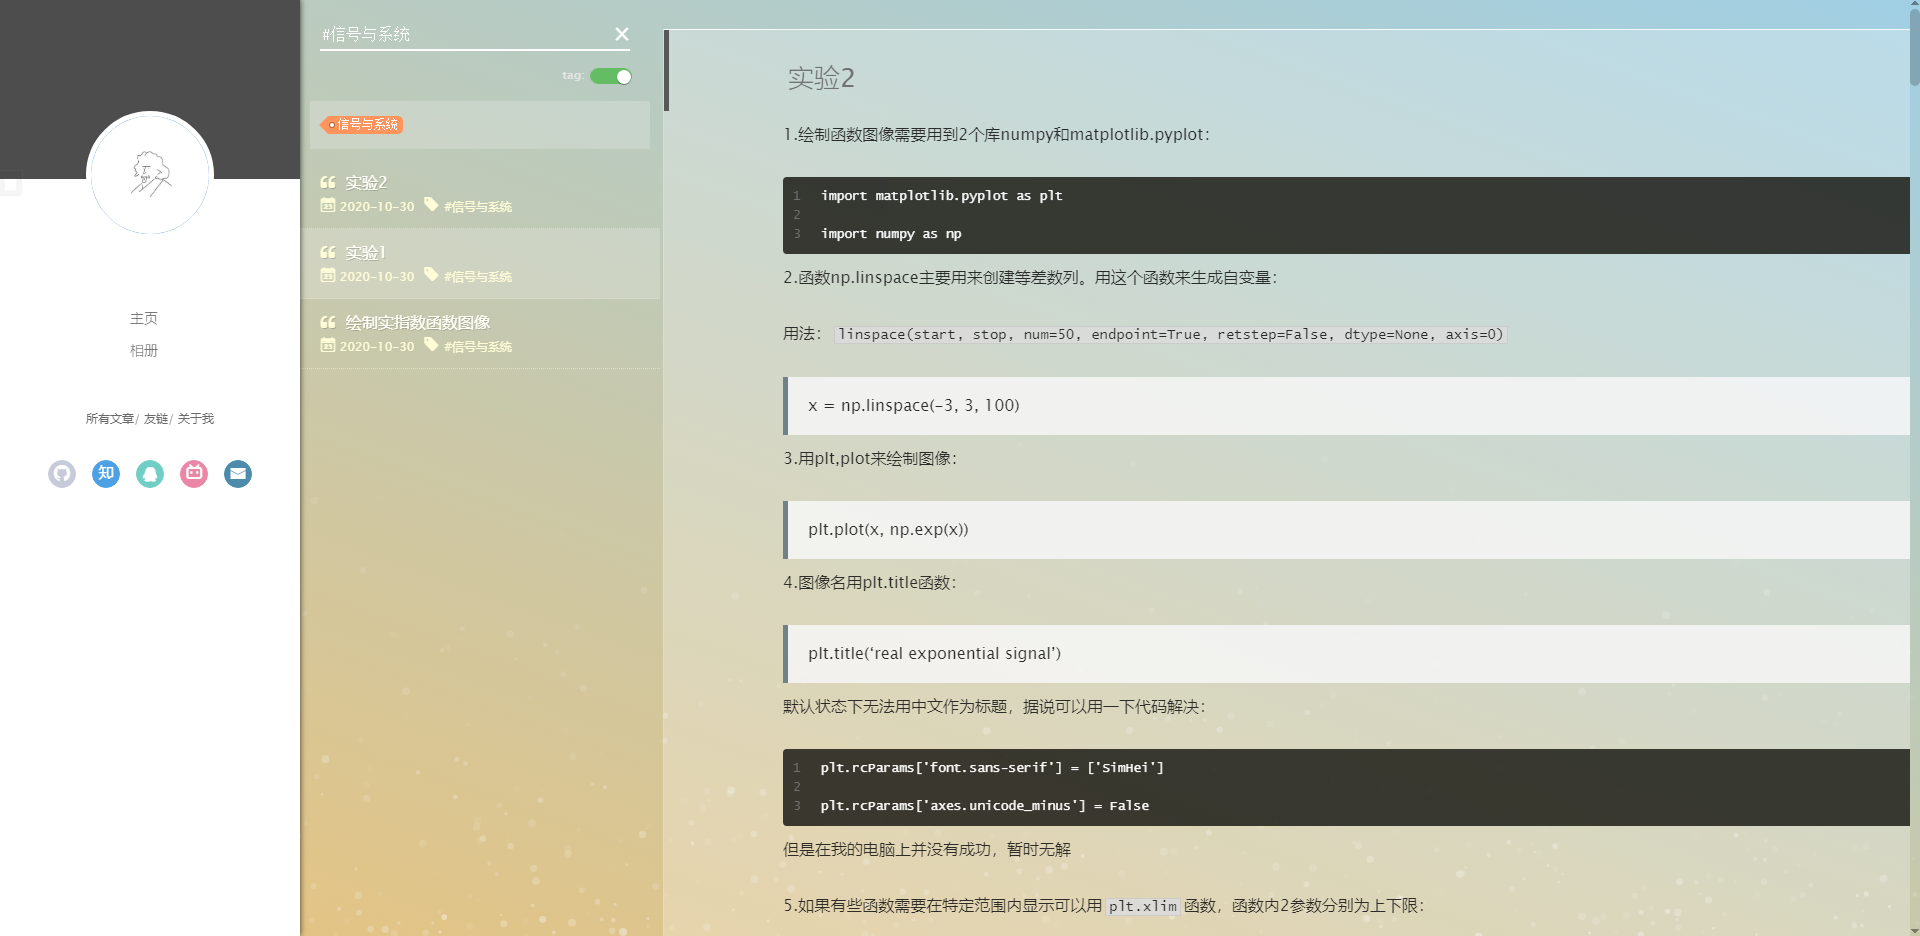 主页
相册
所有文章/ 友链/ 关于我
知
#信号与系统
tag:
信号与系统
实验2
2020-10-30 #信号与系统
实验1
2020-10-30 #信号与系统
绘制实指数函数图像
2020-10-30 #信号与系统
实验2
1.绘制函数图像需要用到2个库numpy和matplotlib.pyplot：
1 import matplotlib.pyplot as plt
2
3 import numpy as np
2.函数np.linspace主要用来创建等差数列。用这个函数来生成自变量：
用法： linspace(start, stop, num=50, endpoint=True, retstep=False, dtype=None, axis=0)
x = np.linspace(-3, 3, 100)
3.用plt,plot来绘制图像：
plt.plot(x, np.exp(x))
4.图像名用plt.title函数：
plt.title(‘real exponential signal’)
默认状态下无法用中文作为标题，据说可以用一下代码解决：
1 plt.rcParams['font.sans-serif'] = ['SimHei']
2
3 plt.rcParams['axes.unicode_minus'] = False
但是在我的电脑上并没有成功，暂时无解
5.如果有些函数需要在特定范围内显示可以用 plt.xlim 函数，函数内2参数分别为上下限：